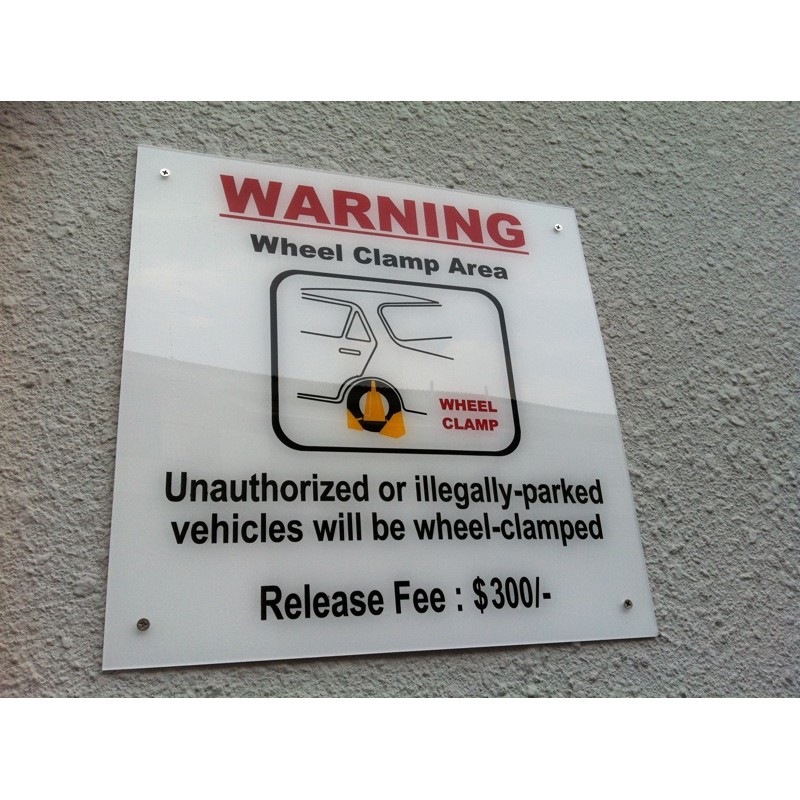 WARNING
Wheel Clamp Area
WHEEL
CLAMP
Unauthorized or illegally-parked
vehicles will be wheel-clamped
Release Fee : $300/-